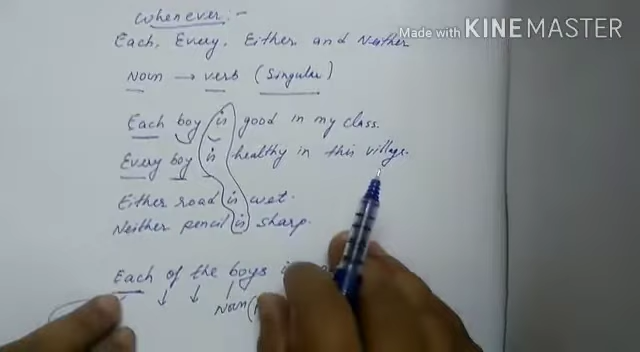 Whenever :-
Each, Every, Either and Neither
Made with KINEMASTER
Noun → verb (Singular)
Each boy is good in my class.
Every boy is healthy in this village.
Either road is wet.
Neither pencil is sharp.
Each of the boys
Noun (